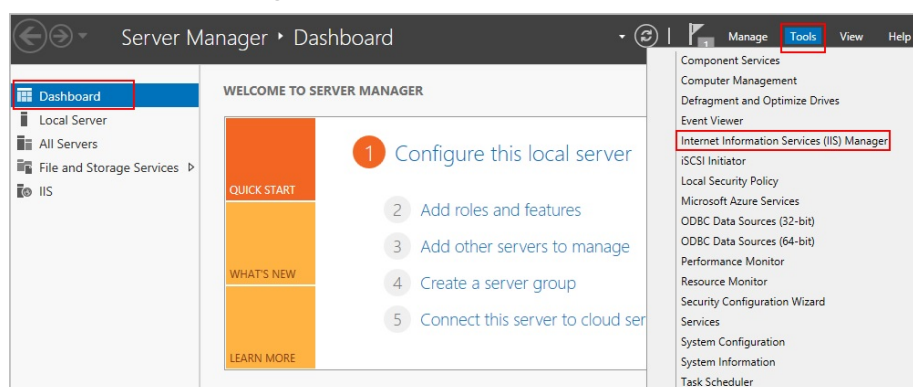 Server Manager ‣ Dashboard
1
Manage
Tools
View
Help
Dashboard
Local Server
All Servers
File and Storage Services
IIS
WELCOME TO SERVER MANAGER
QUICK START
WHAT'S NEW
LEARN MORE
1 Configure this local server
2 Add roles and features
3 Add other servers to manage
4 Create a server group
5 Connect this server to cloud ser
Component Services
Computer Management
Defragment and Optimize Drives
Event Viewer
Internet Information Services (IIS) Manager
iSCSI Initiator
Local Security Policy
Microsoft Azure Services
ODBC Data Sources (32-bit)
ODBC Data Sources (64-bit)
Performance Monitor
Resource Monitor
Security Configuration Wizard
Services
System Configuration
System Information
Task Scheduler